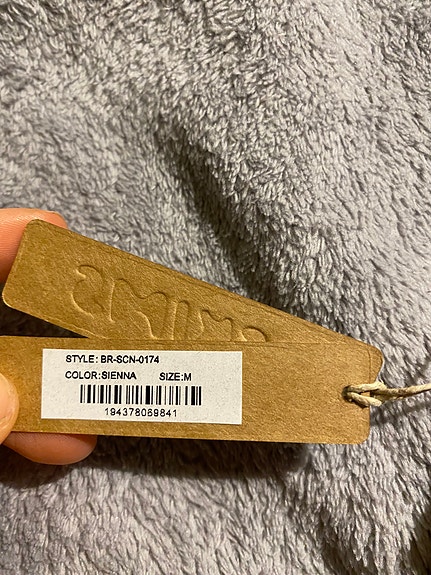 STYLE: BR-SCN-0174
COLOR:SIENNA SIZE:M
194378069841